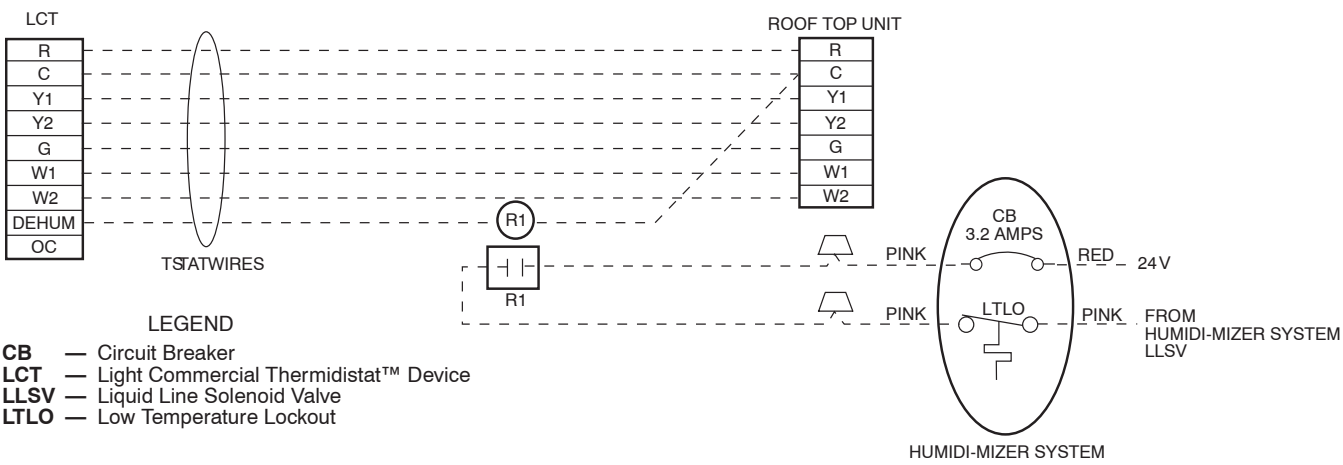 LCT
R
C
Y1
Y2
G
W1
W2
DEHUM
OC
TSTATWIRES
ROOF TOP UNIT
R
C
Y1
Y2
G
W1
W2
R1
R1
PINK
CB
3.2 AMPS
RED
24V
PINK
LTLO
PINK
FROM
HUMIDI-MIZER SYSTEM
LLSV
HUMIDI-MIZER SYSTEM
LEGEND
CB — Circuit Breaker
LCT — Light Commercial Thermidistat™ Device
LLSV — Liquid Line Solenoid Valve
LTLO — Low Temperature Lockout